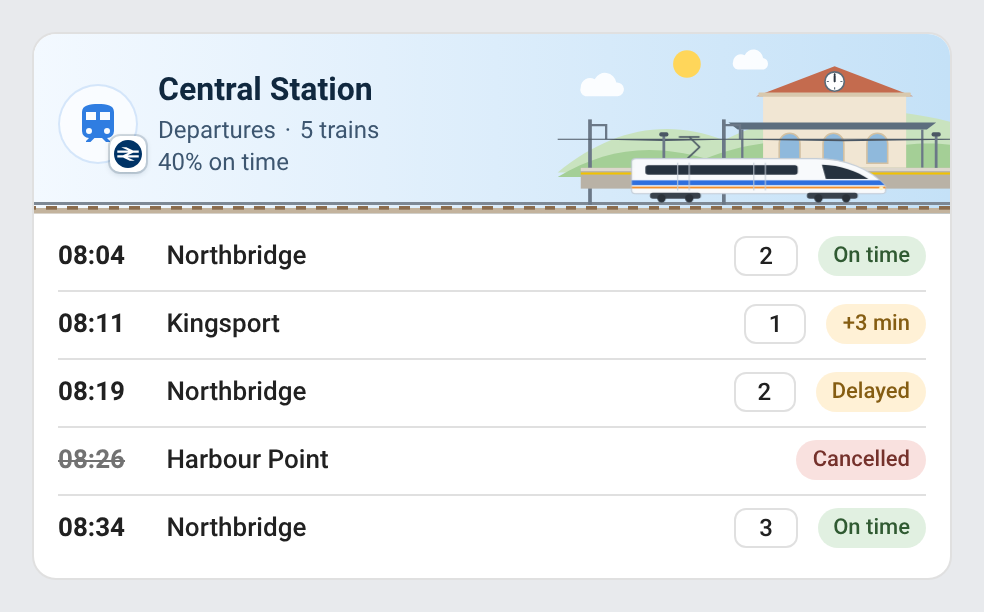 Central Station
Departures · 5 trains
40% on time
08:04 Northbridge 2 On time
08:11 Kingsport 1 +3 min
08:19 Northbridge 2 Delayed
08:26 Harbour Point Cancelled
08:34 Northbridge 3 On time